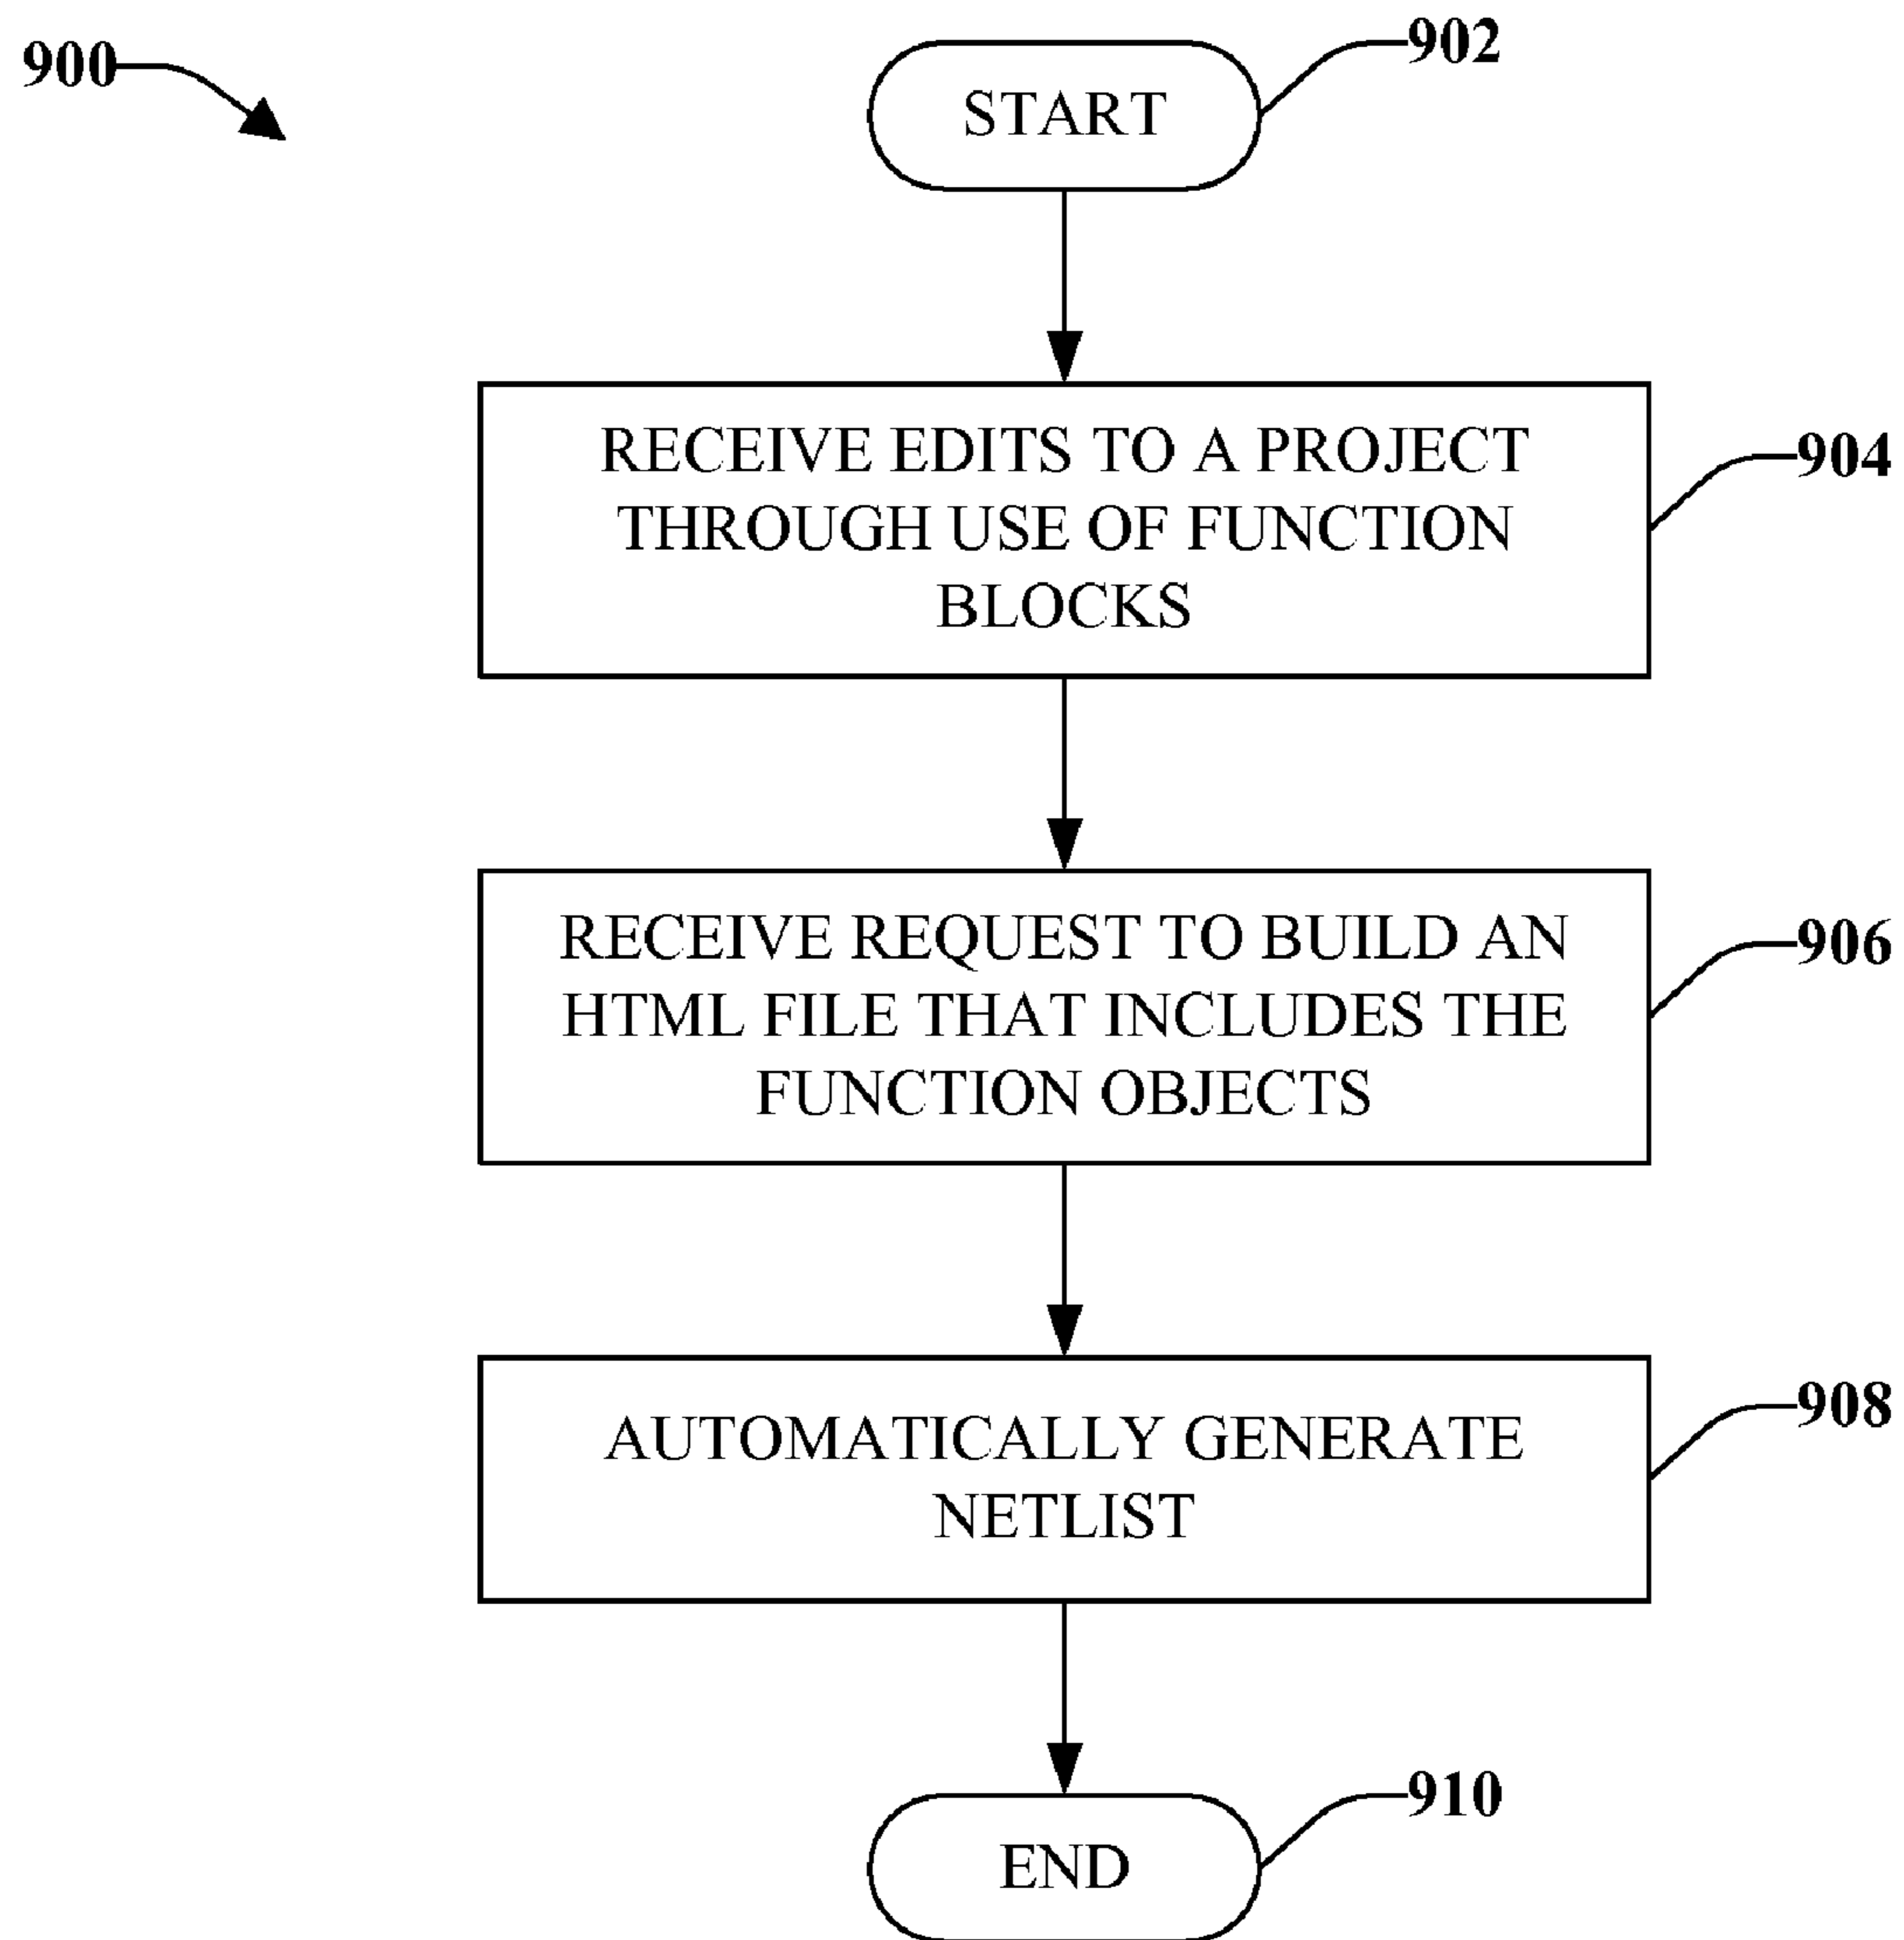 900
902
START
RECEIVE EDITS TO A PROJECT
THROUGH USE OF FUNCTION
BLOCKS
904
RECEIVE REQUEST TO BUILD AN
HTML FILE THAT INCLUDES THE
FUNCTION OBJECTS
906
AUTOMATICALLY GENERATE
NETLIST
908
910
END